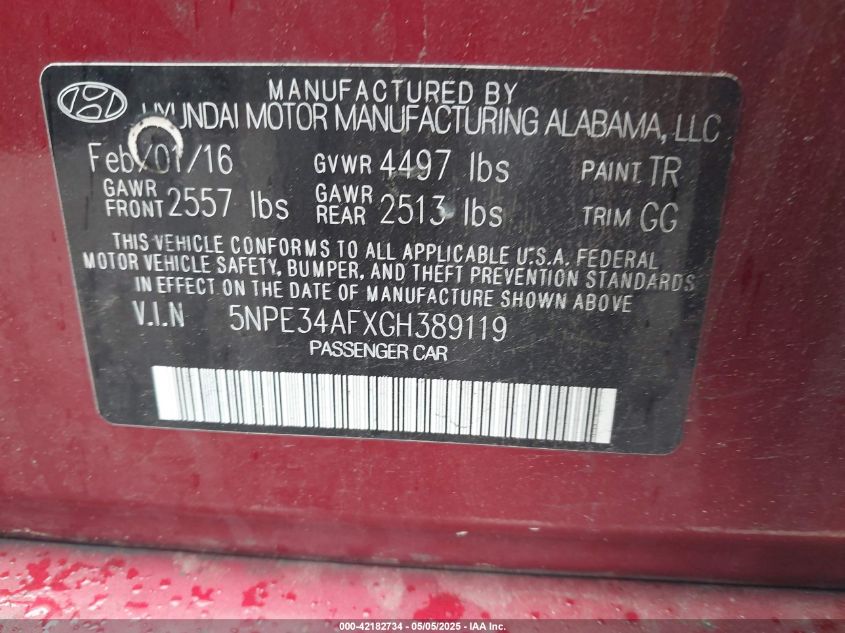 MANUFACTURED BY
HYUNDAI MOTOR MANUFACTURING ALABAMA, LLC
Feb/01/16 GVWR 4497 lbs PAINT TR
GAWR FRONT 2557 lbs GAWR REAR 2513 lbs TRIM GG
THIS VEHICLE CONFORMS TO ALL APPLICABLE U.S.A. FEDERAL
MOTOR VEHICLE SAFETY, BUMPER, AND THEFT PREVENTION STANDARDS
IN EFFECT ON THE DATE OF MANUFACTURE SHOWN ABOVE
V.I.N 5NPE34AFXGH389119
PASSENGER CAR
000-42182734 - 05/05/2025 - IAA Inc.